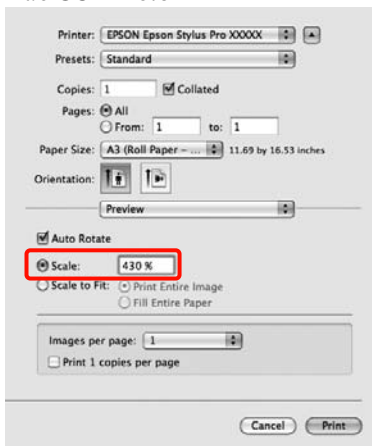 Printer: EPSON Epson Stylus Pro XXXXX
Presets: Standard
Copies: 1 Collated
Pages: All
From: 1 to: 1
Paper Size: A3 (Roll Paper – ... 11.69 by 16.53 inches
Orientation:
Preview
Auto Rotate
Scale: 430 %
Scale to Fit: Print Entire Image
Fill Entire Paper
Images per page: 1
Print 1 copies per page
Cancel Print